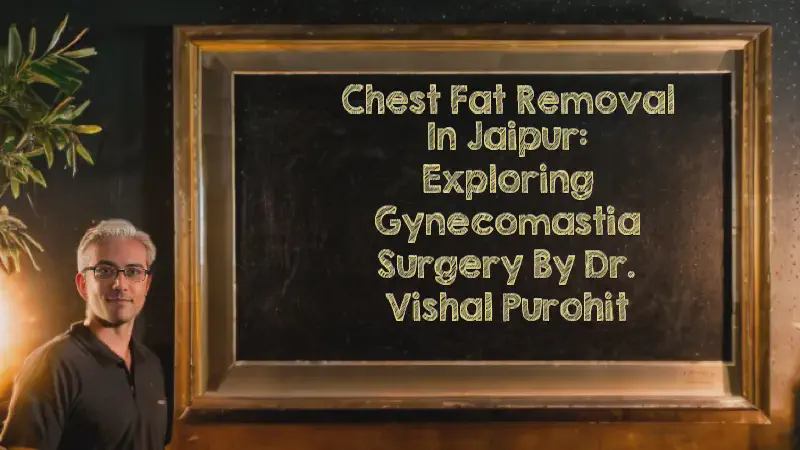 Chest Fat Removal
In Jaipur:
Exploring
Gynecomastia
Surgery By Dr.
Vishal Purohit